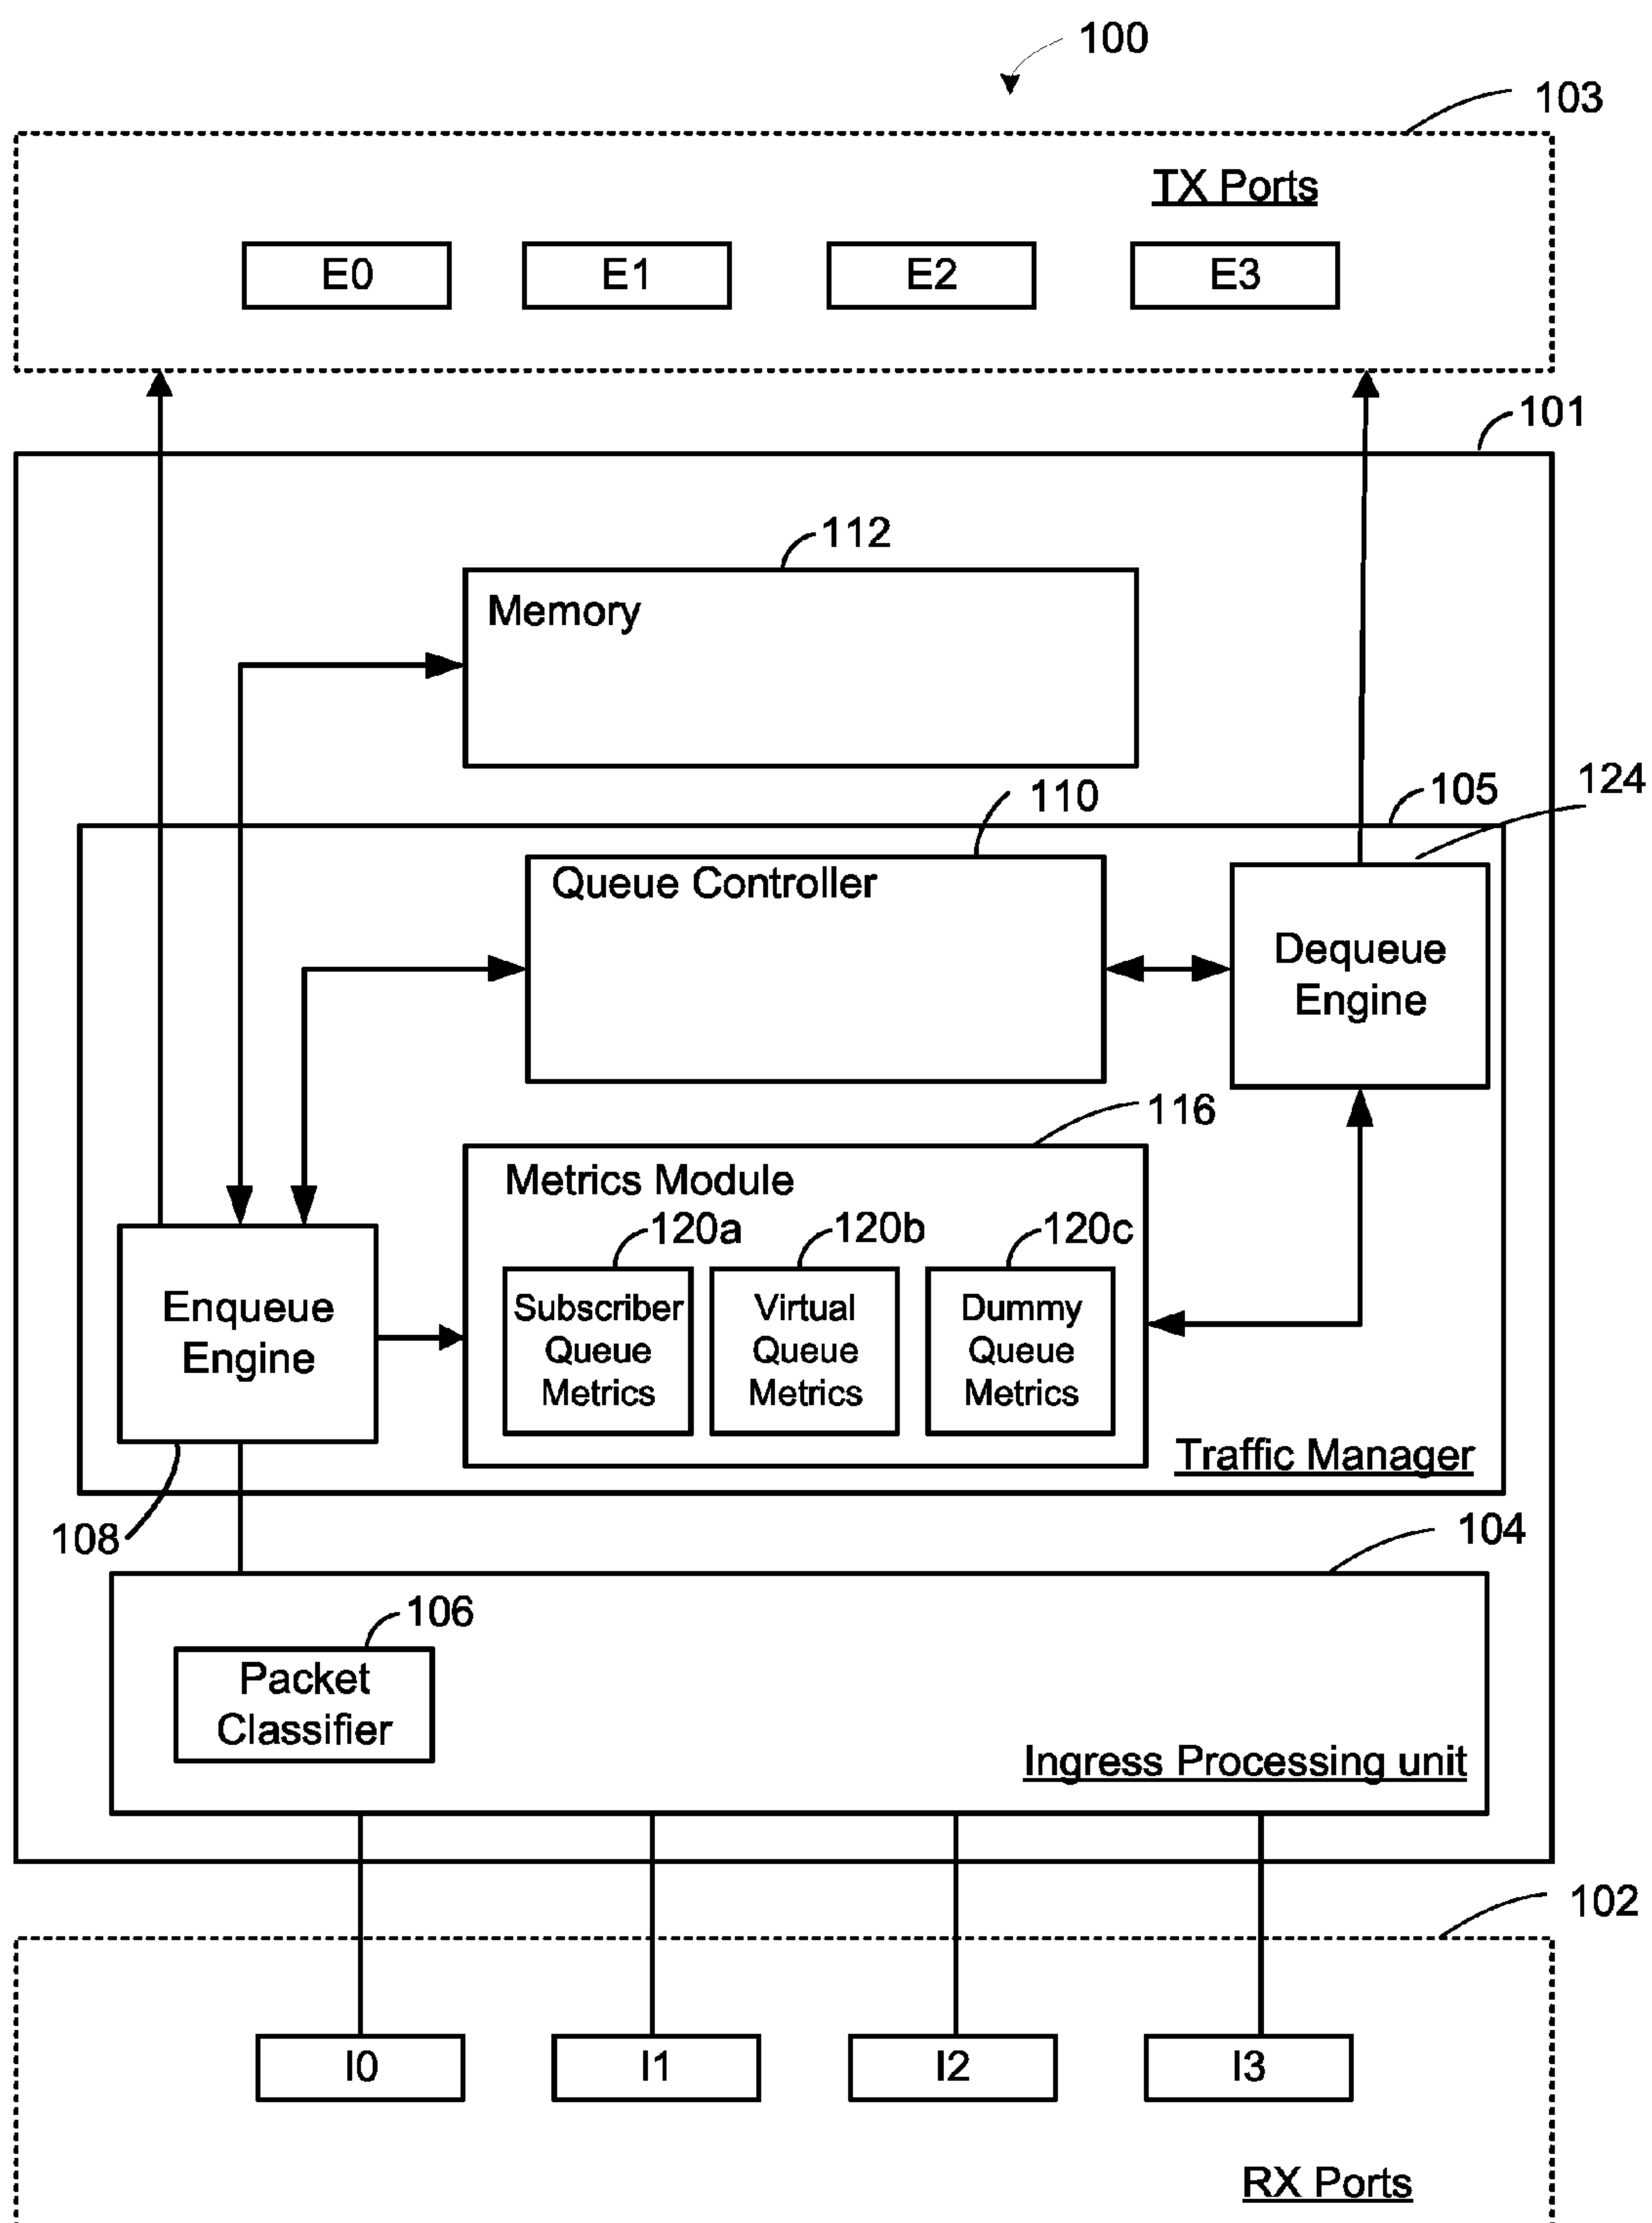 100
103
TX Ports
E0
E1
E2
E3
101
112
Memory
110
105
124
Queue Controller
Dequeue
Engine
116
Metrics Module
120a
120b
120c
Enqueue
Engine
Subscriber
Queue
Metrics
Virtual
Queue
Metrics
Dummy
Queue
Metrics
Traffic Manager
108
104
106
Packet
Classifier
Ingress Processing unit
102
I0
I1
I2
I3
RX Ports